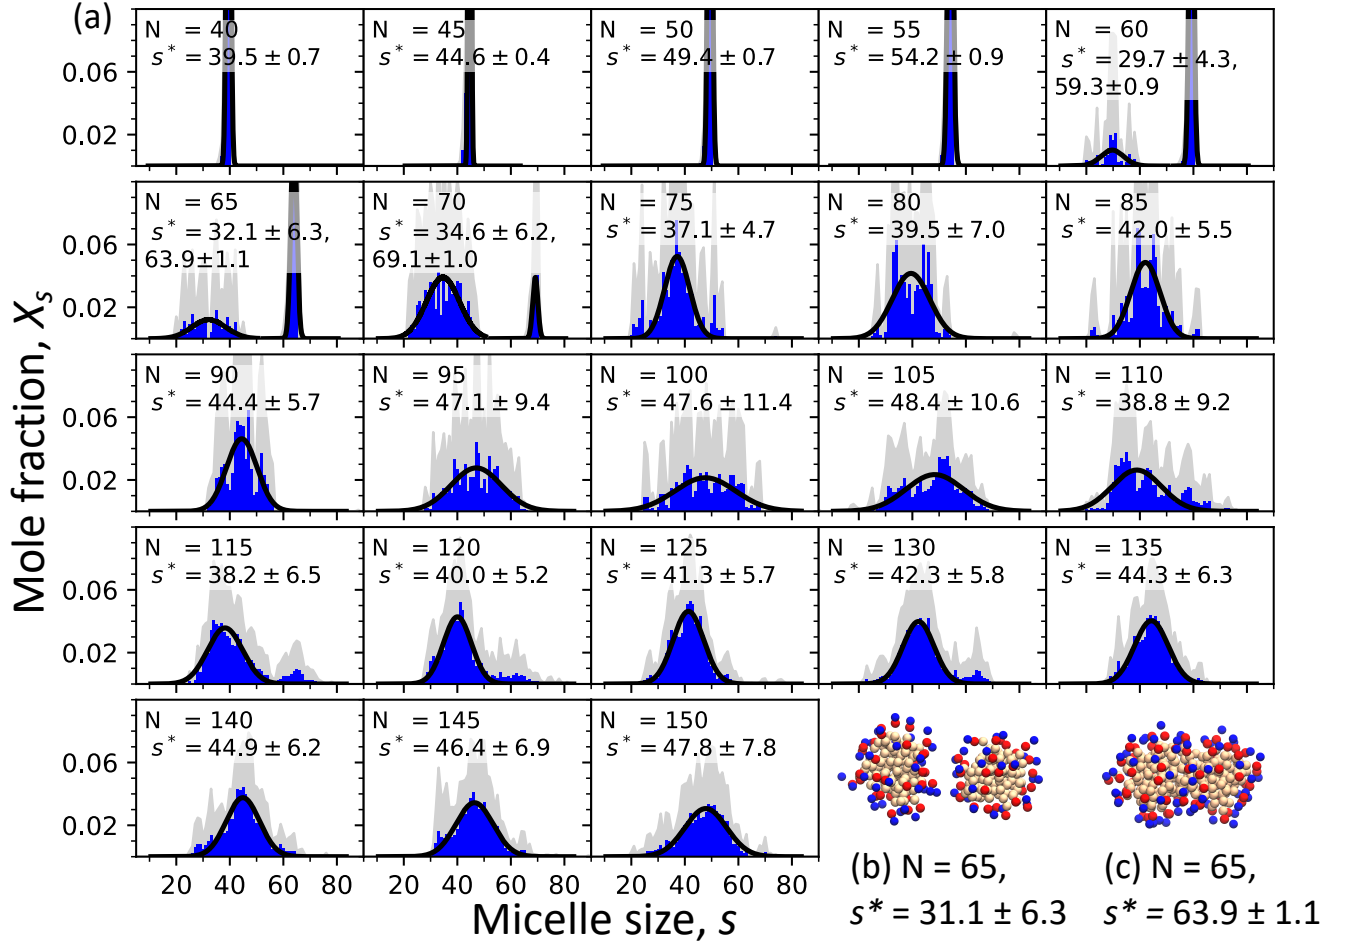 (a)
Mole fraction, X_s
N = 40
s* = 39.5 ± 0.7
N = 45
s* = 44.6 ± 0.4
N = 50
s* = 49.4 ± 0.7
N = 55
s* = 54.2 ± 0.9
N = 60
s* = 29.7 ± 4.3,
59.3±0.9
0.06
0.02
N = 65
s* = 32.1 ± 6.3,
63.9±1.1
N = 70
s* = 34.6 ± 6.2,
69.1±1.0
N = 75
s* = 37.1 ± 4.7
N = 80
s* = 39.5 ± 7.0
N = 85
s* = 42.0 ± 5.5
0.06
0.02
N = 90
s* = 44.4 ± 5.7
N = 95
s* = 47.1 ± 9.4
N = 100
s* = 47.6 ± 11.4
N = 105
s* = 48.4 ± 10.6
N = 110
s* = 38.8 ± 9.2
0.06
0.02
N = 115
s* = 38.2 ± 6.5
N = 120
s* = 40.0 ± 5.2
N = 125
s* = 41.3 ± 5.7
N = 130
s* = 42.3 ± 5.8
N = 135
s* = 44.3 ± 6.3
0.06
0.02
N = 140
s* = 44.9 ± 6.2
N = 145
s* = 46.4 ± 6.9
N = 150
s* = 47.8 ± 7.8
0.06
0.02
20 40 60 80 20 40 60 80 20 40 60 80
Micelle size, s
(b) N = 65,
s* = 31.1 ± 6.3
(c) N = 65,
s* = 63.9 ± 1.1